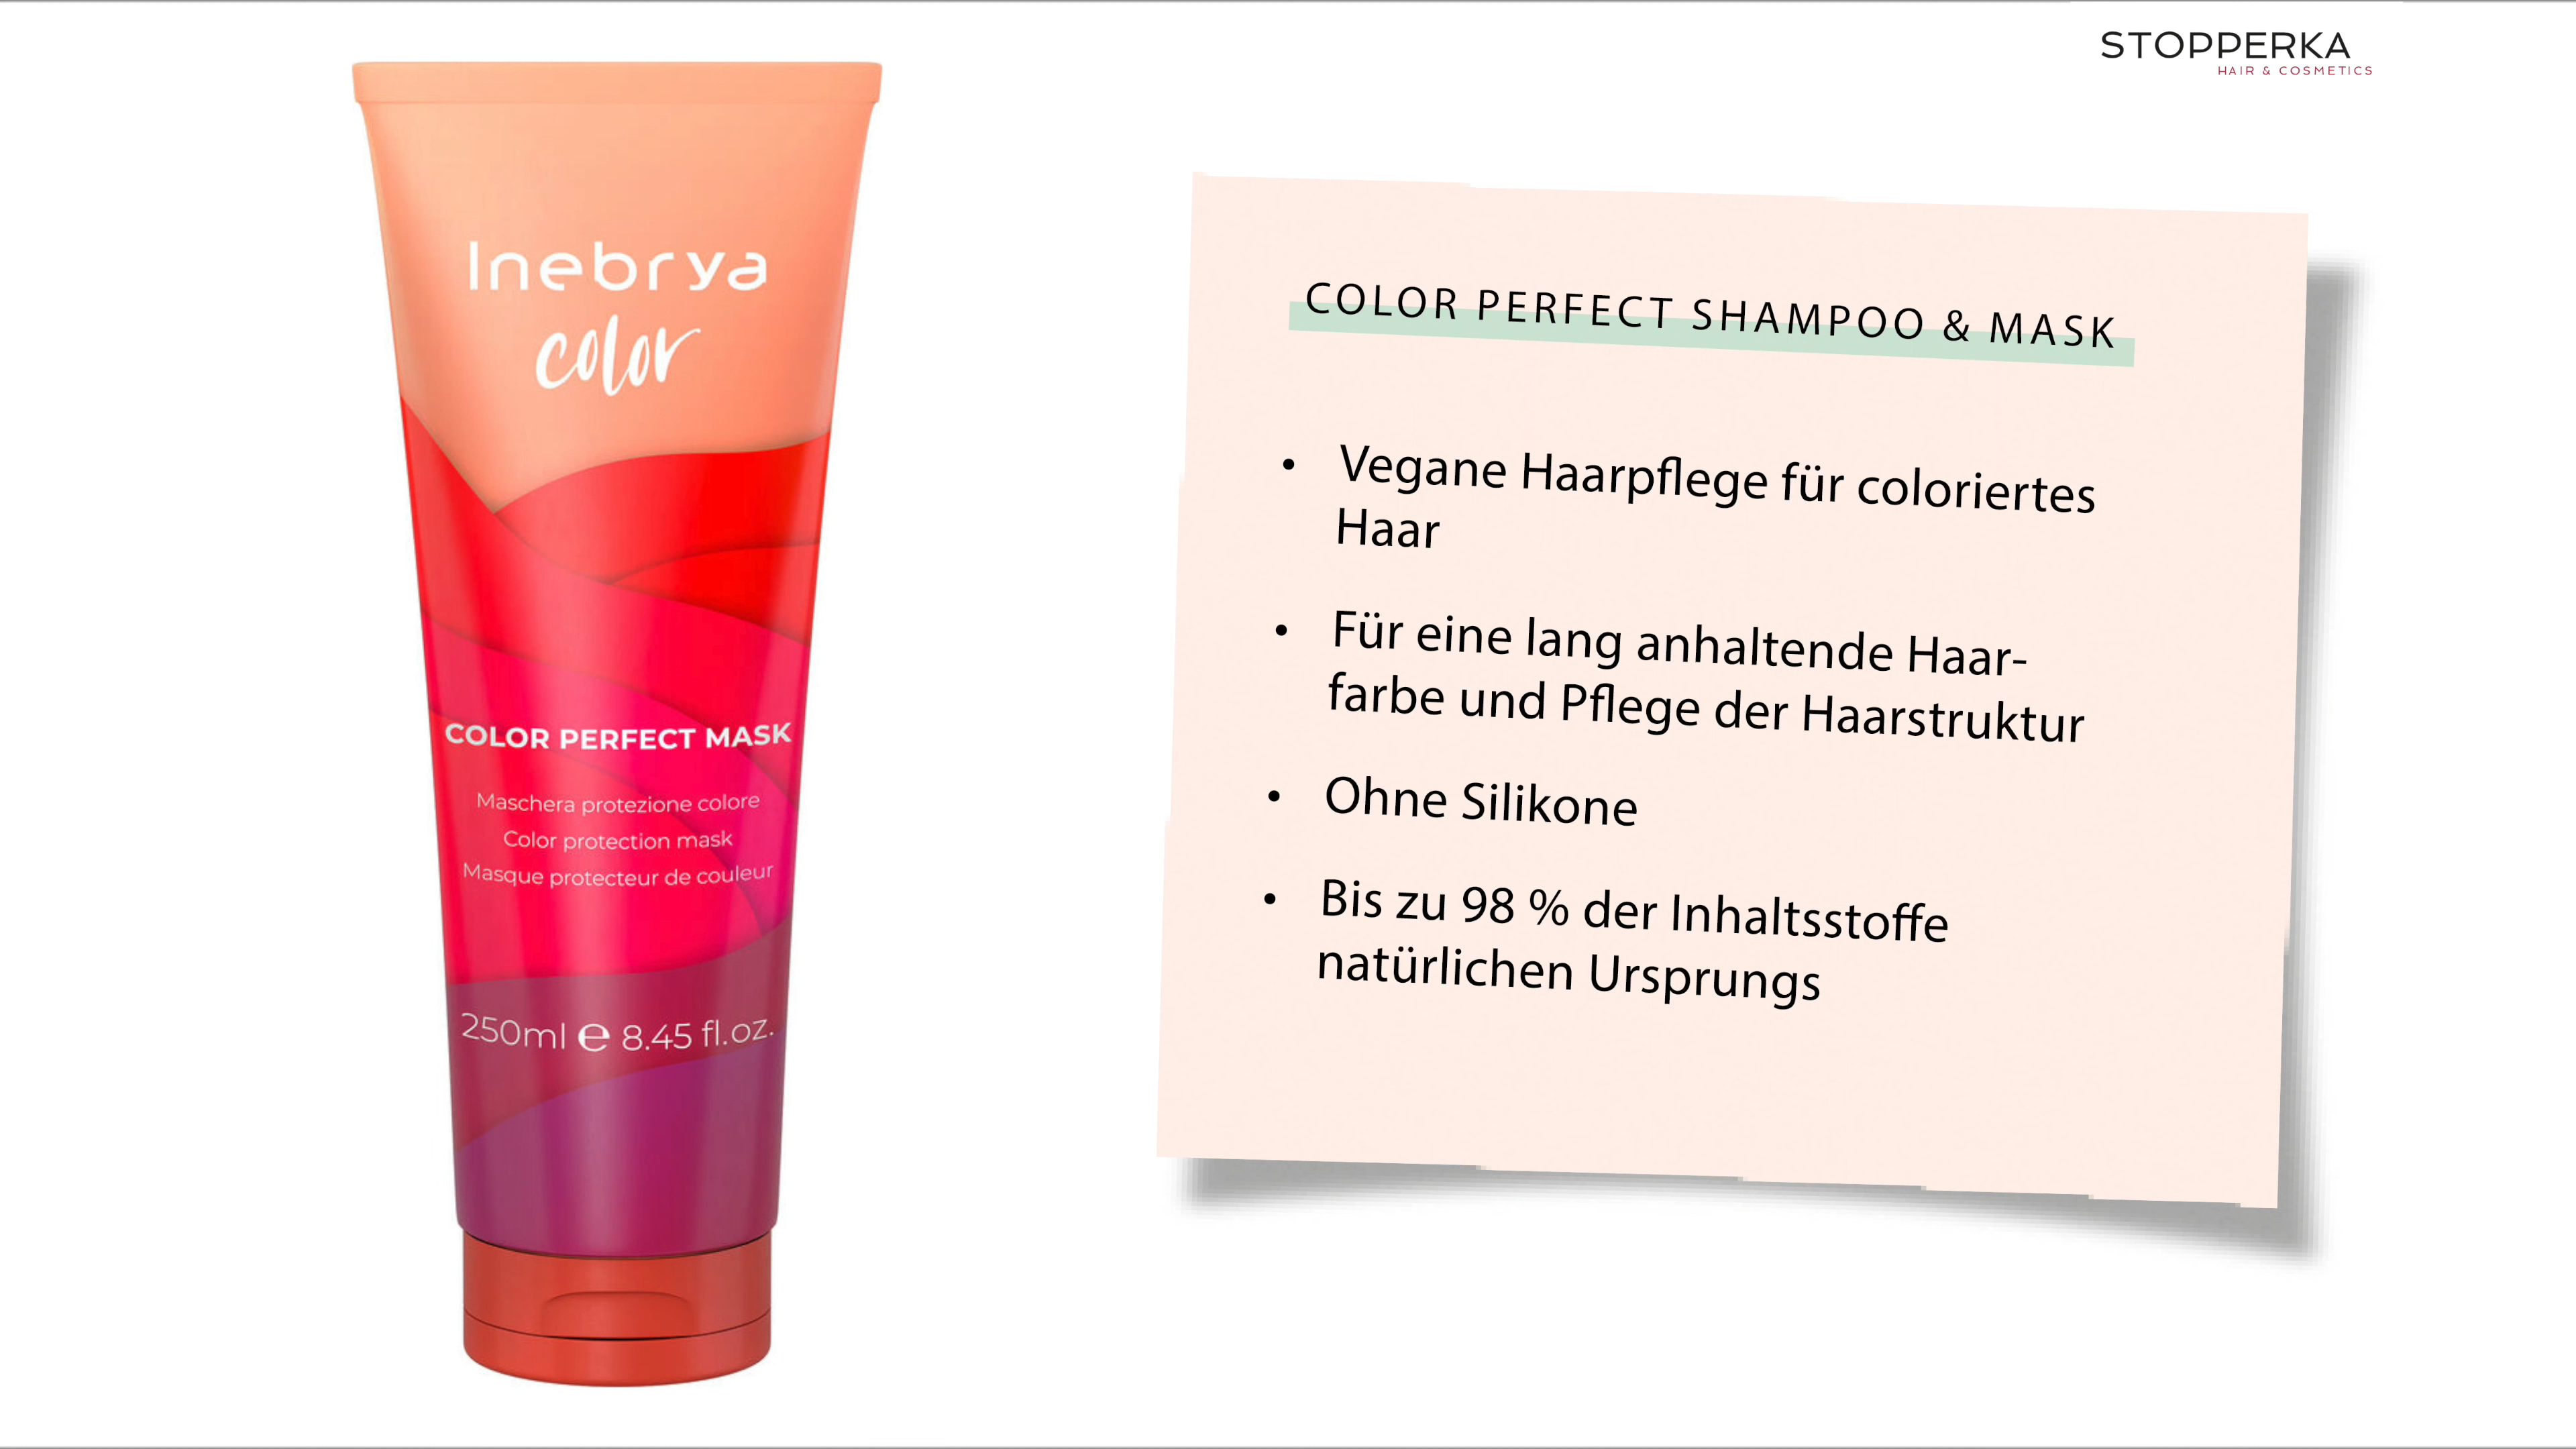 STOPPERKA
HAIR & COSMETICS
Inebrya
color
COLOR PERFECT MASK
Maschera protezione colore
Color protection mask
Masque protecteur de couleur
250ml ℮ 8.45 fl.oz.
COLOR PERFECT SHAMPOO & MASK
• Vegane Haarpflege für coloriertes
Haar
• Für eine lang anhaltende Haar-
farbe und Pflege der Haarstruktur
• Ohne Silikone
• Bis zu 98 % der Inhaltsstoffe
natürlichen Ursprungs